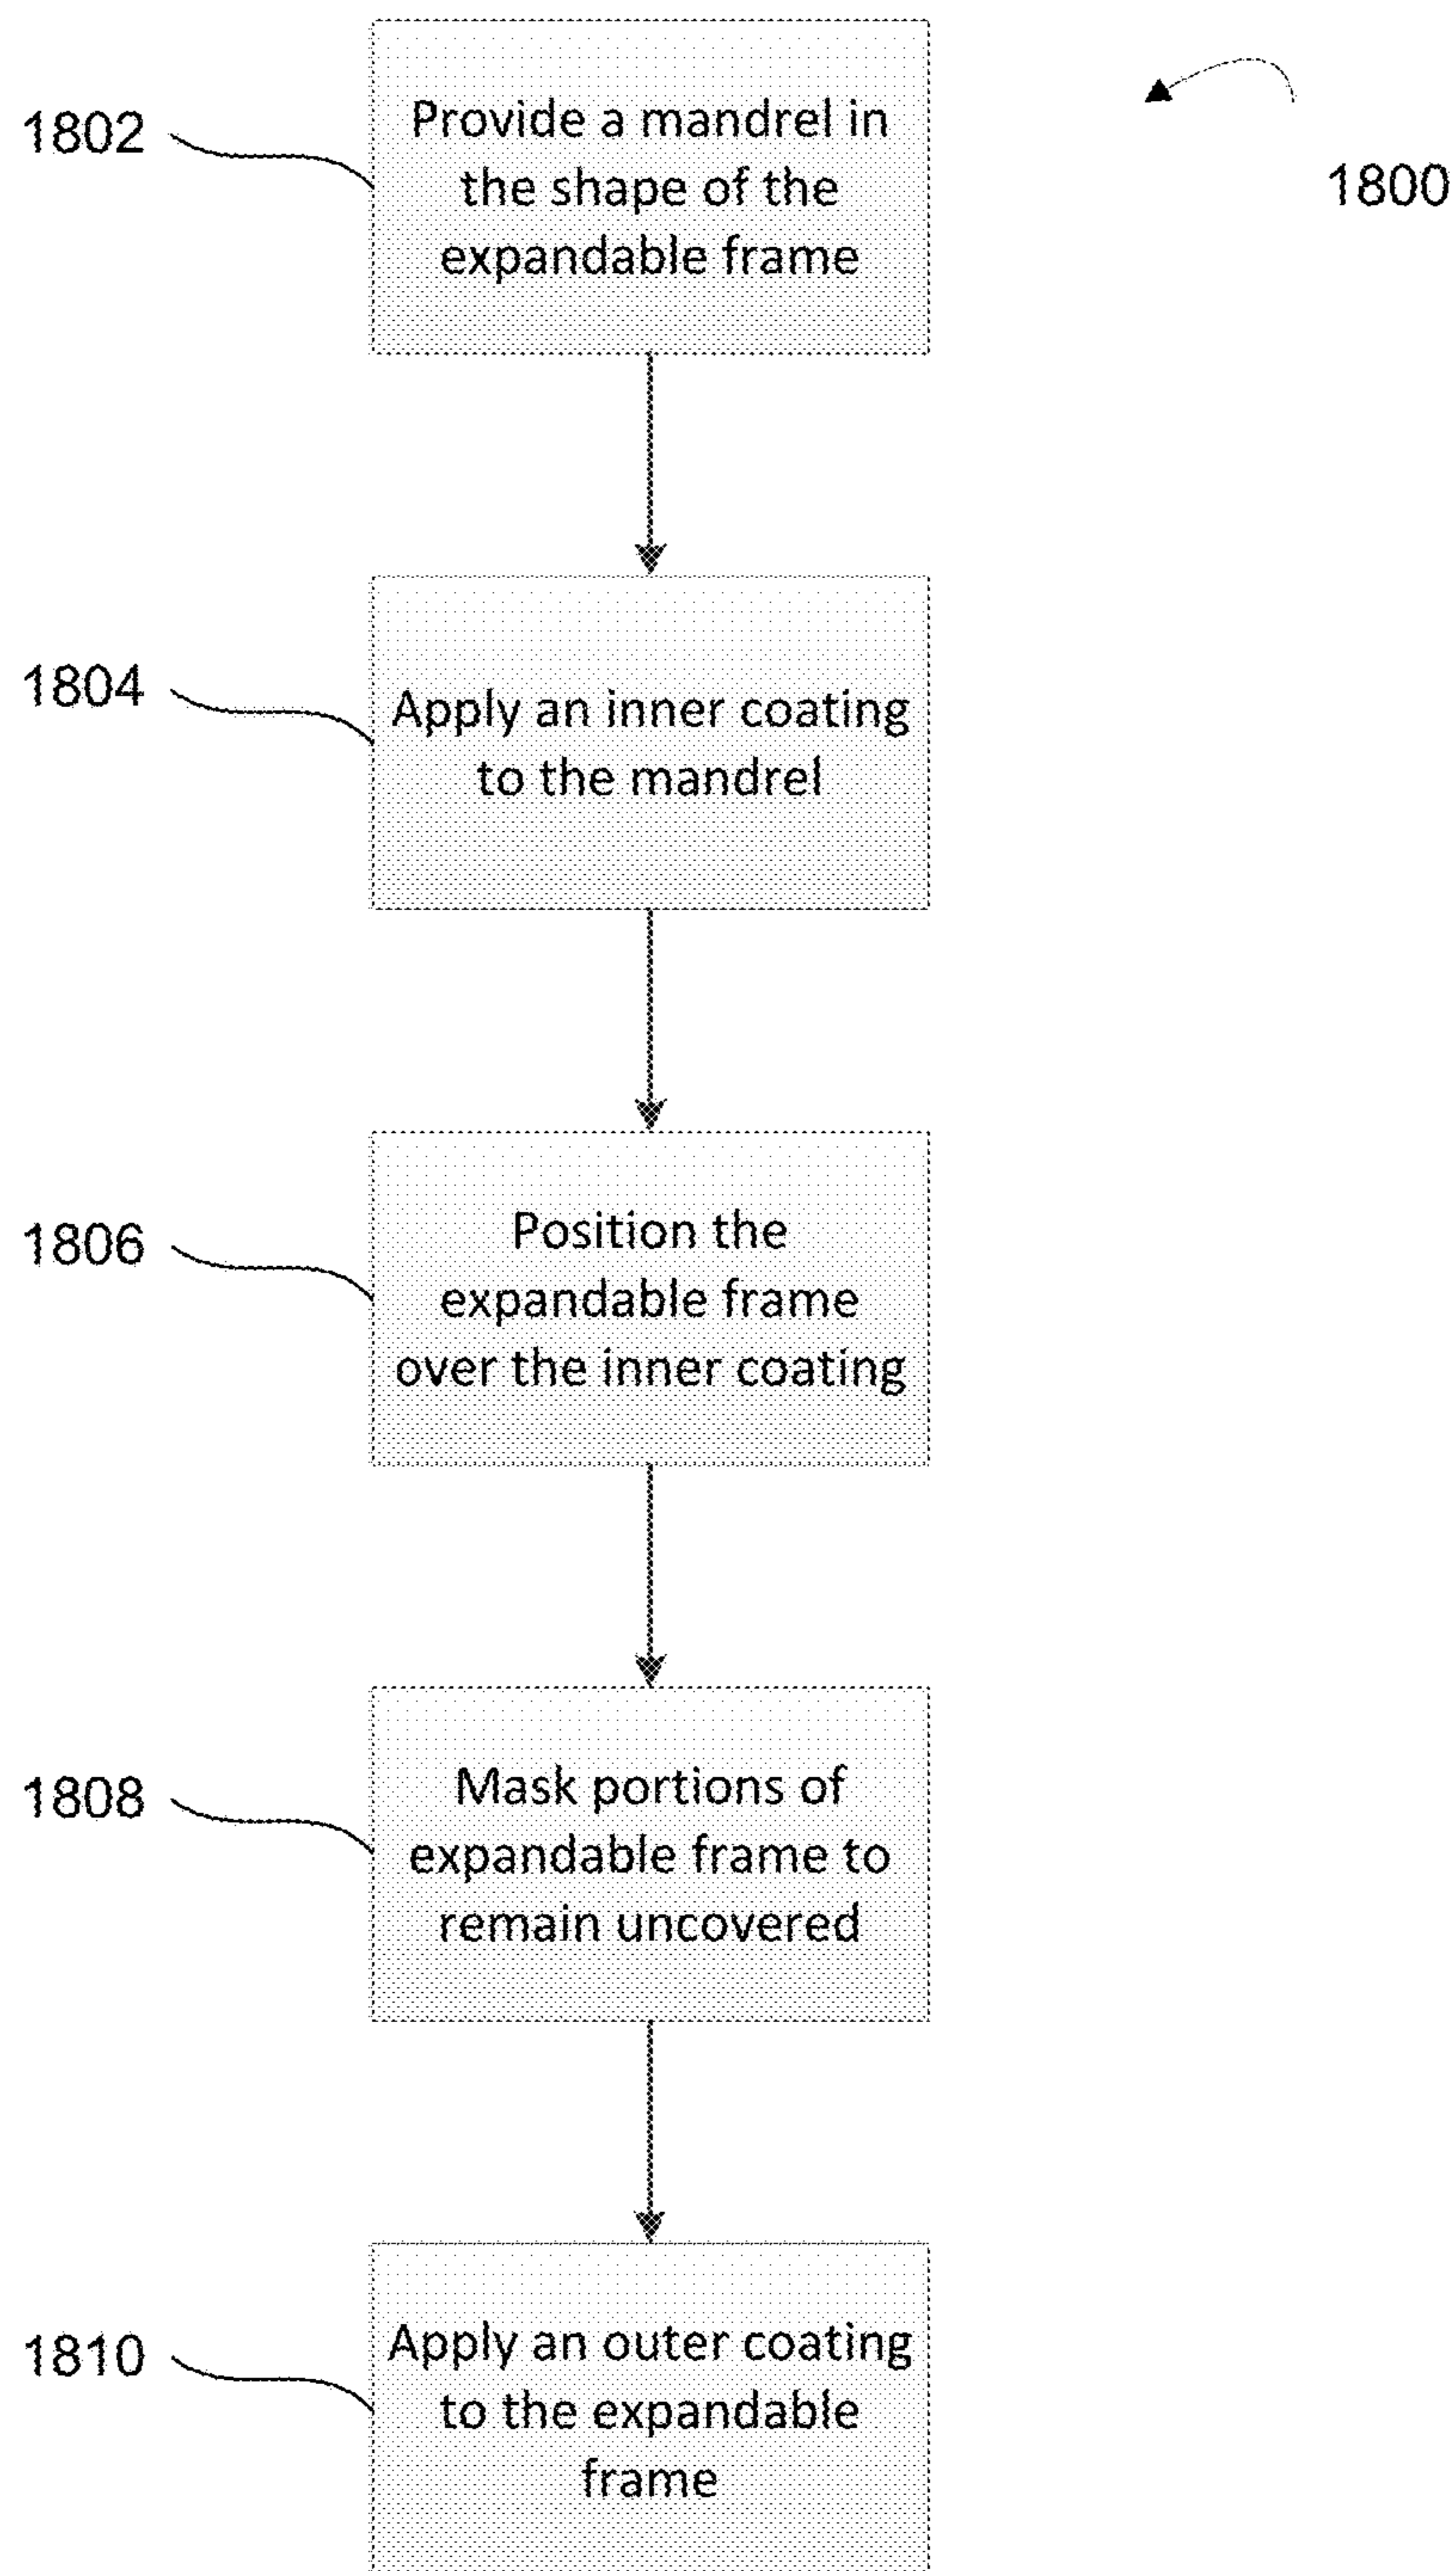 1800
1802
Provide a mandrel in
the shape of the
expandable frame
1804
Apply an inner coating
to the mandrel
1806
Position the
expandable frame
over the inner coating
1808
Mask portions of
expandable frame to
remain uncovered
1810
Apply an outer coating
to the expandable
frame